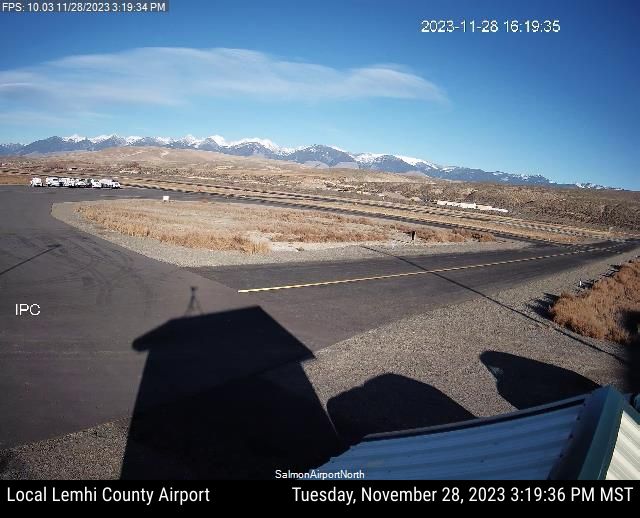 FPS: 10.03 11/28/2023 3:19:34 PM
2023-11-28 16:19:35
IPC
SalmonAirportNorth
Local Lemhi County Airport Tuesday, November 28, 2023 3:19:36 PM MST